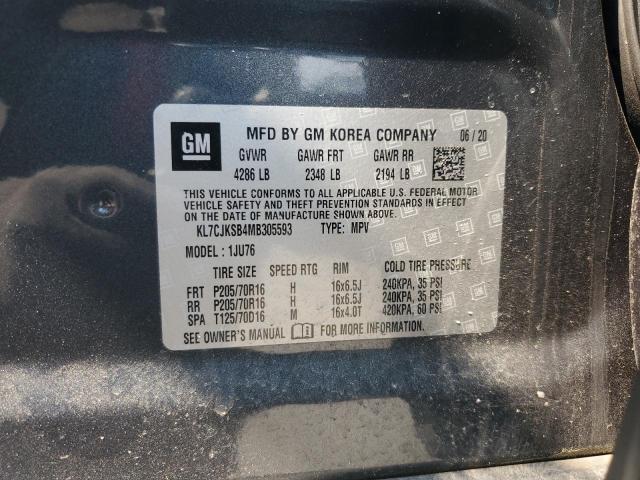 GM
MFD BY GM KOREA COMPANY 06/20
GVWR GAWR FRT GAWR RR
4286 LB 2348 LB 2194 LB
THIS VEHICLE CONFORMS TO ALL APPLICABLE U.S. FEDERAL MOTOR
VEHICLE SAFETY AND THEFT PREVENTION STANDARDS IN EFFECT
ON THE DATE OF MANUFACTURE SHOWN ABOVE.
KL7CJKSB4MB305593 TYPE: MPV
MODEL: 1JU76
TIRE SIZE SPEED RTG RIM COLD TIRE PRESSURE
FRT P205/70R16 H 16x6.5J 240KPA, 35 PSI
RR P205/70R16 H 16x6.5J 240KPA, 35 PSI
SPA T125/70D16 M 16x4.0T 420KPA, 60 PSI
SEE OWNER'S MANUAL FOR MORE INFORMATION.